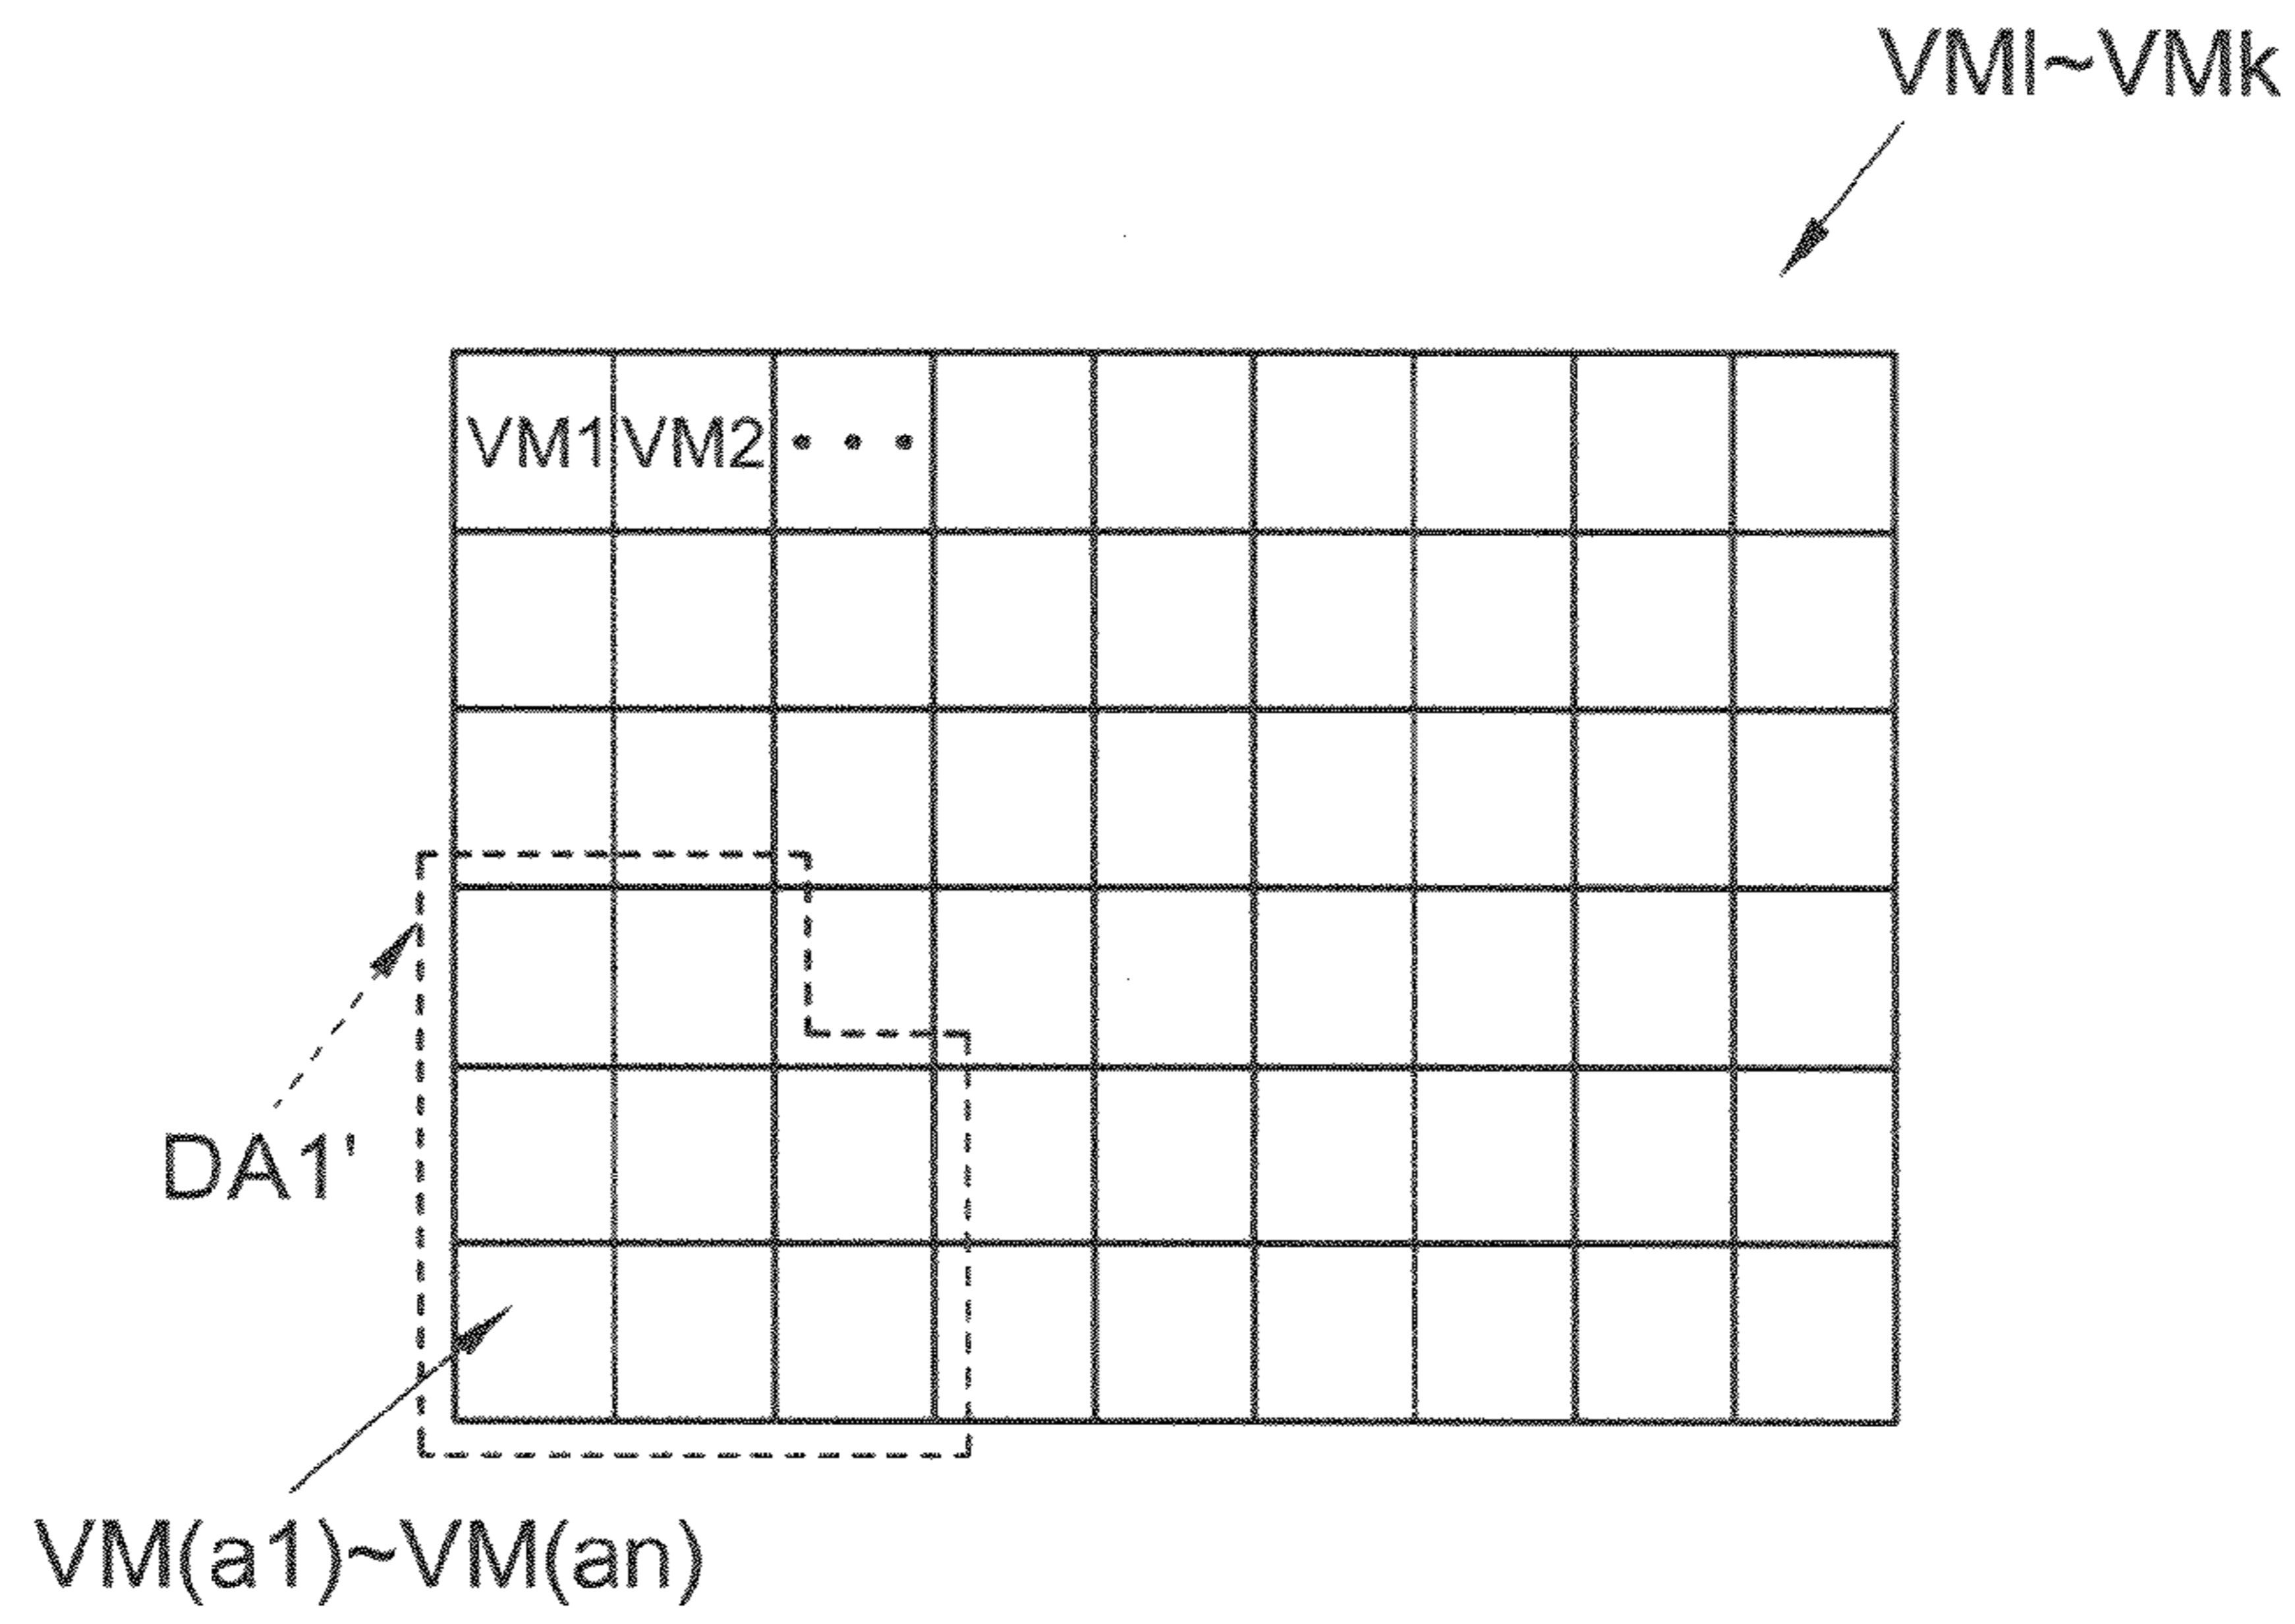 VMl~VMk
VM1 VM2 • • •
DA1'
VM(a1)~VM(an)